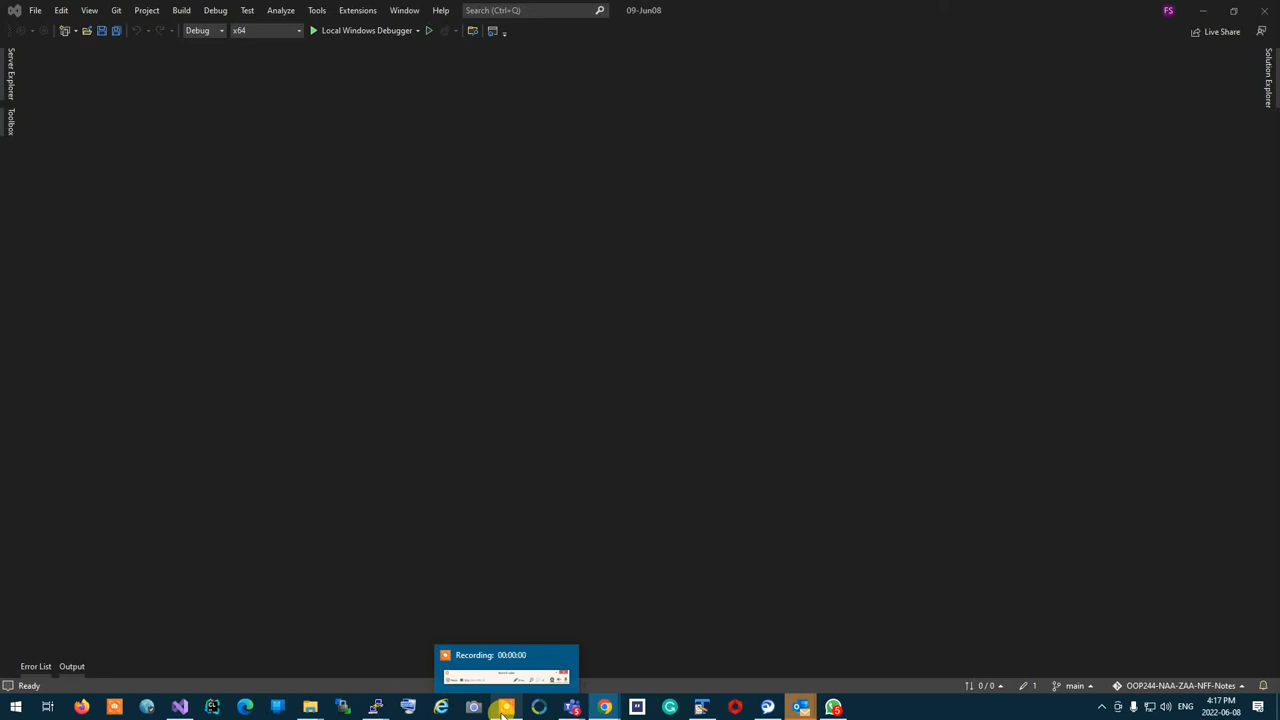 File Edit View Git Project Build Debug Test Analyze Tools Extensions Window Help Search (Ctrl+Q) 09-Jun08 FS
Debug x64 Local Windows Debugger Live Share
Server Explorer
Toolbox
Solution Explorer
Recording: 00:00:00
Error List Output
Ready 0 / 0 1 main OOP244-NAA-ZAA-NFF-Notes
ENG 4:17 PM
2022-06-08
5
5